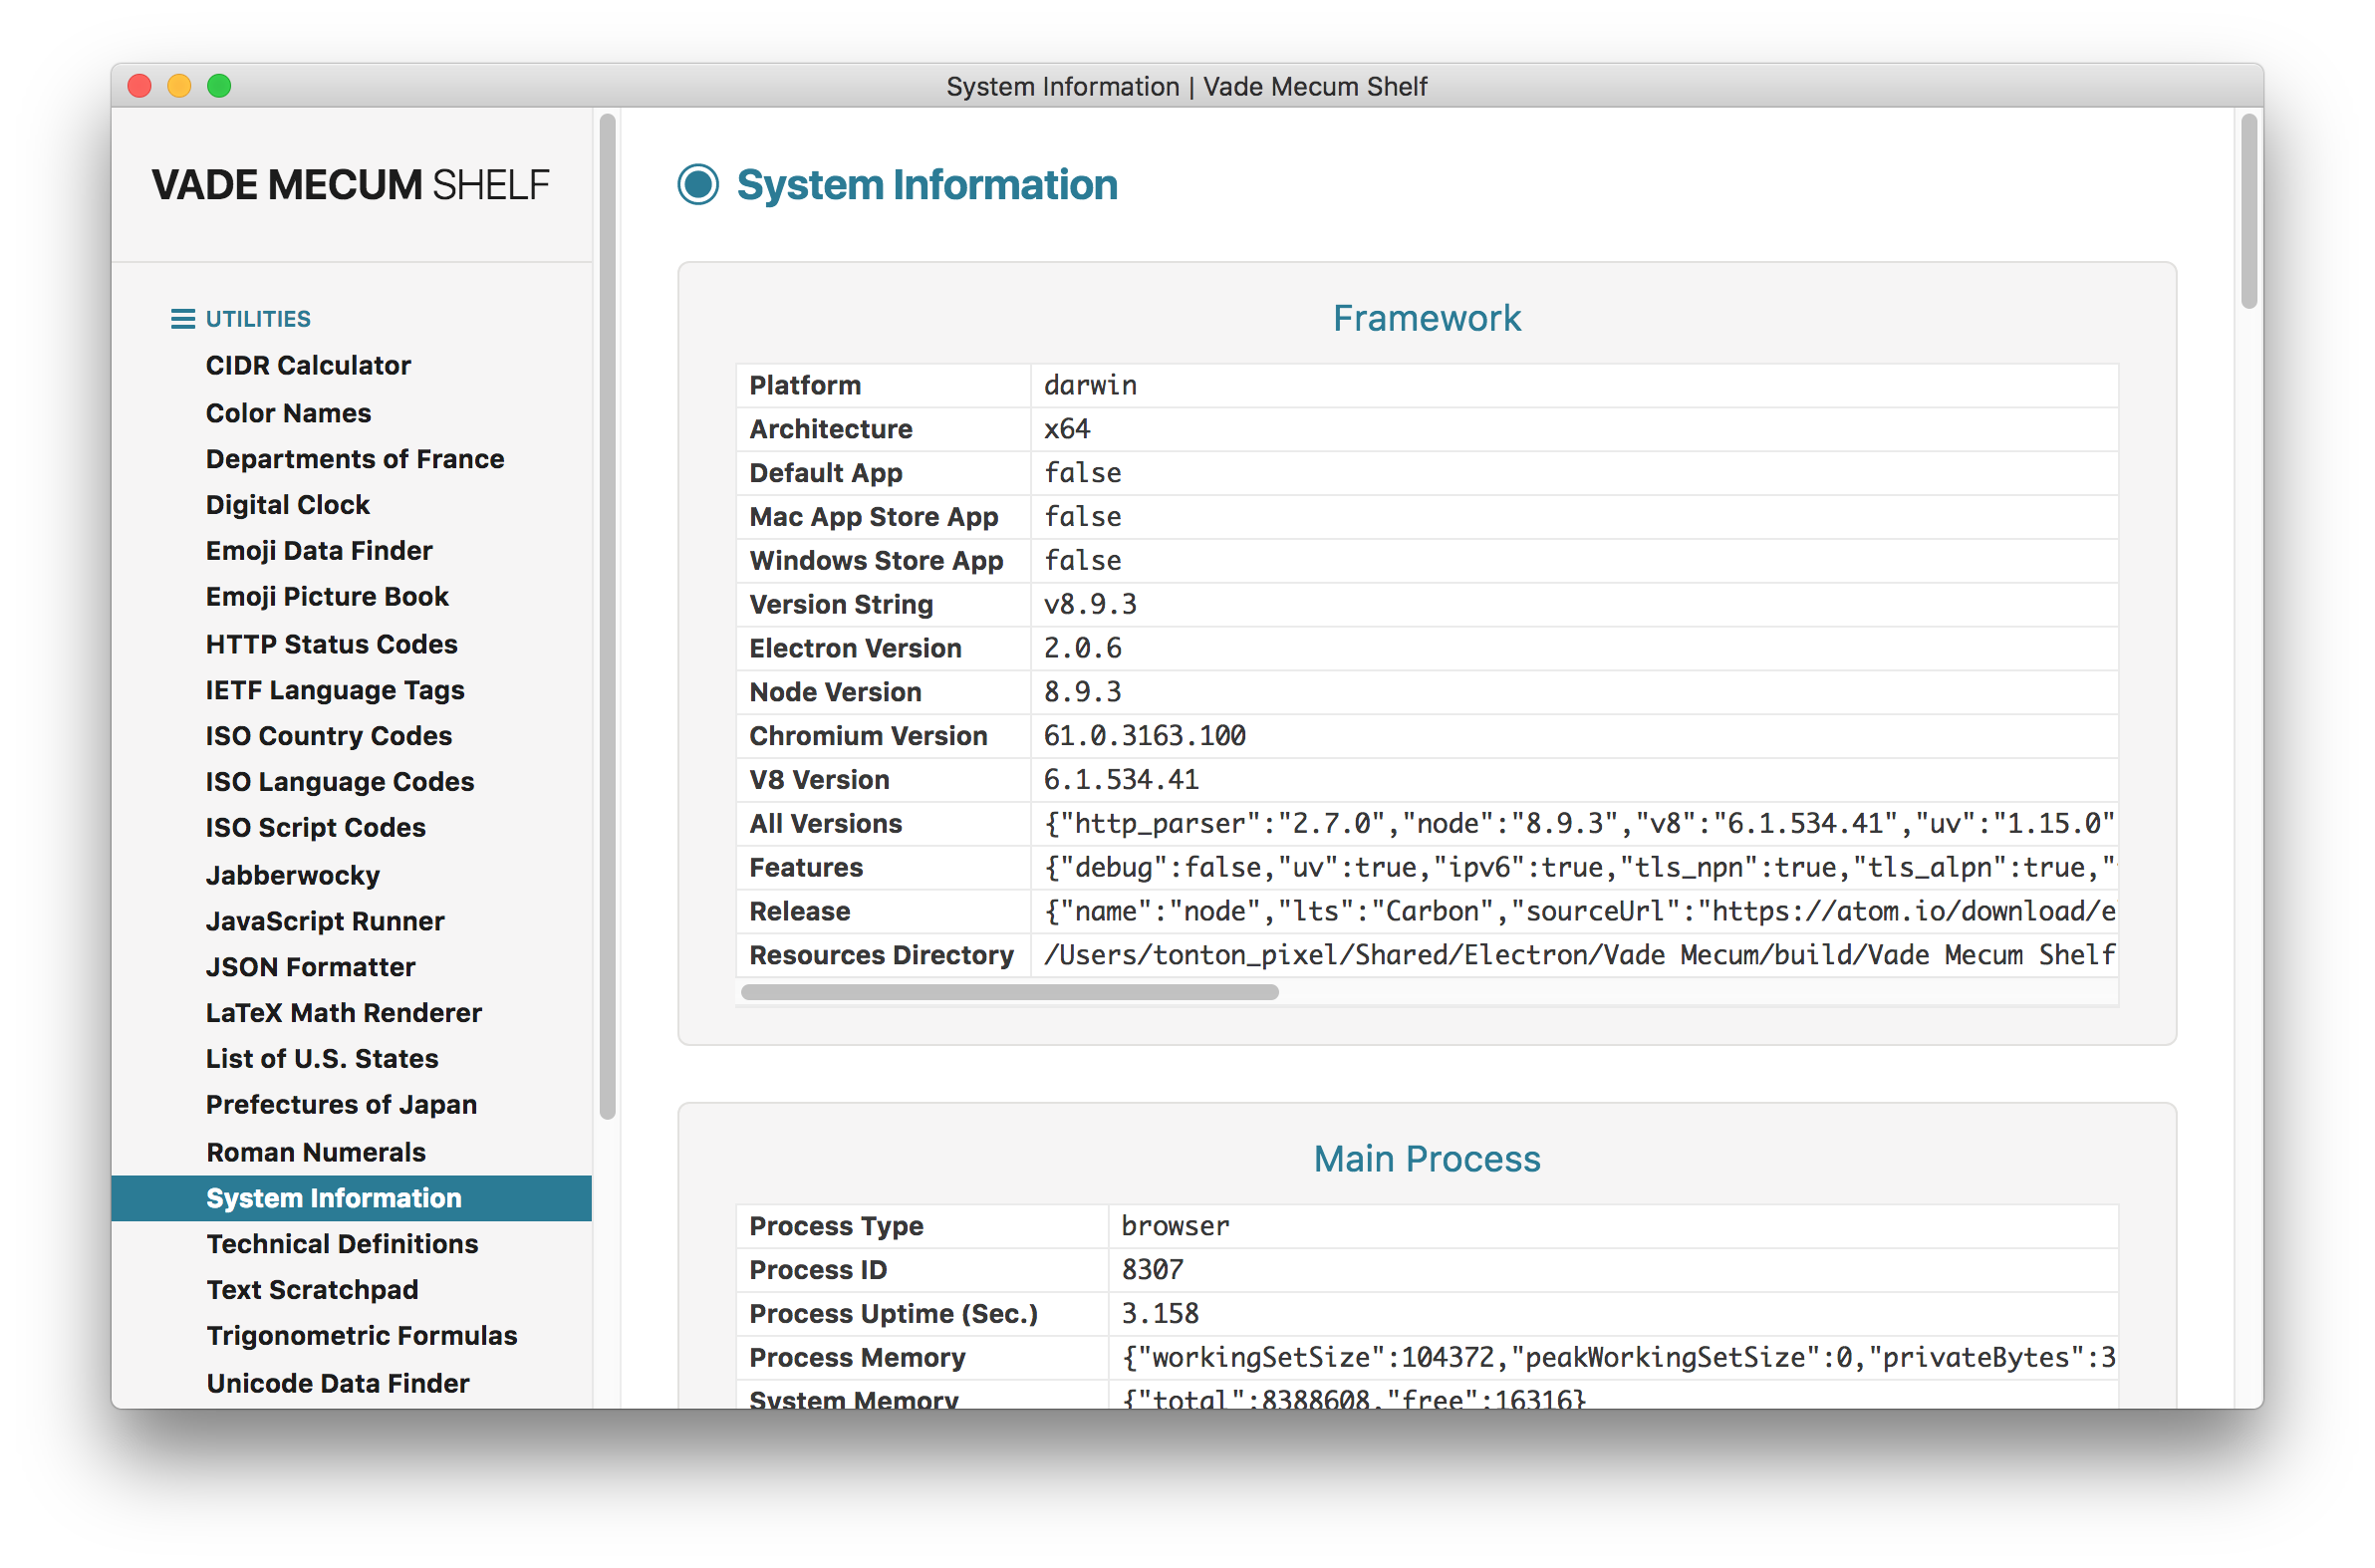 System Information | Vade Mecum Shelf
VADE MECUM SHELF
UTILITIES
CIDR Calculator
Color Names
Departments of France
Digital Clock
Emoji Data Finder
Emoji Picture Book
HTTP Status Codes
IETF Language Tags
ISO Country Codes
ISO Language Codes
ISO Script Codes
Jabberwocky
JavaScript Runner
JSON Formatter
LaTeX Math Renderer
List of U.S. States
Prefectures of Japan
Roman Numerals
System Information
Technical Definitions
Text Scratchpad
Trigonometric Formulas
Unicode Data Finder
System Information
Framework
Platform darwin
Architecture x64
Default App false
Mac App Store App false
Windows Store App false
Version String v8.9.3
Electron Version 2.0.6
Node Version 8.9.3
Chromium Version 61.0.3163.100
V8 Version 6.1.534.41
All Versions {"http_parser":"2.7.0","node":"8.9.3","v8":"6.1.534.41","uv":"1.15.0"
Features {"debug":false,"uv":true,"ipv6":true,"tls_npn":true,"tls_alpn":true,"
Release {"name":"node","lts":"Carbon","sourceUrl":"https://atom.io/download/e
Resources Directory /Users/tonton_pixel/Shared/Electron/Vade Mecum/build/Vade Mecum Shelf
Main Process
Process Type browser
Process ID 8307
Process Uptime (Sec.) 3.158
Process Memory {"workingSetSize":104372,"peakWorkingSetSize":0,"privateBytes":3
System Memory {"total":8388608,"free":16316}